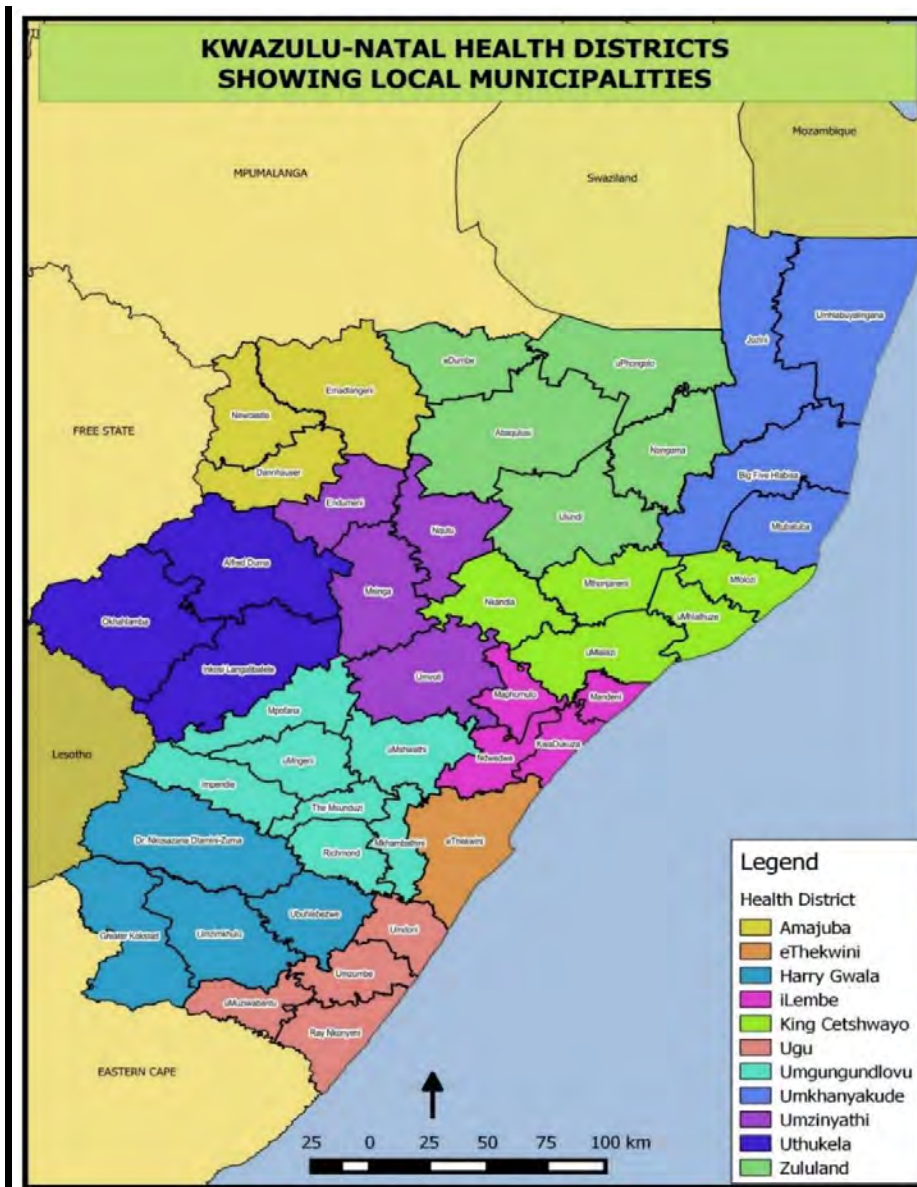 KWAZULU-NATAL HEALTH DISTRICTS
SHOWING LOCAL MUNICIPALITIES
Mozambique
MPUMALANGA
Swaziland
Umhlabuyalingana
Jozini
eDumbe
uPhongolo
Emadlangeni
Newcastle
FREE STATE
Abaqulusi
Nongoma
Dannhauser
Big Five Hlabisa
Endumeni
Ulundi
Mtubatuba
Nqutu
Alfred Duma
Mfolozi
Mthonjaneni
Msinga
Nkandla
uMhlathuze
Okhahlamba
uMlalazi
Inkosi Langalibalele
Umvoti
Maphumulo
Mandeni
Mpofana
KwaDukuza
Lesotho
uMngeni
uMshwathi
Ndwedwe
Impendle
The Msunduzi
Dr. Nkosazana Dlamini-Zuma
Mkhambathini
eThekwini
Richmond
Ubuhlebezwe
Umdoni
Greater Kokstad
Umzimkhulu
Umzumbe
uMuziwabantu
Ray Nkonyeni
EASTERN CAPE
25 0 25 50 75 100 km
Legend
Health District
Amajuba
eThekwini
Harry Gwala
iLembe
King Cetshwayo
Ugu
Umgungundlovu
Umkhanyakude
Umzinyathi
Uthukela
Zululand